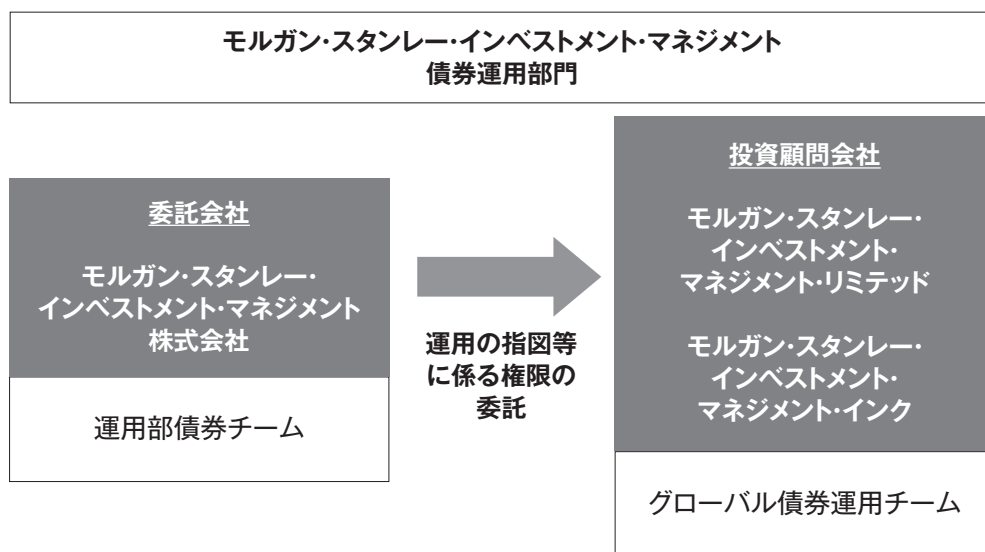 モルガン・スタンレー・インベストメント・マネジメント
債券運用部門
委託会社
モルガン・スタンレー・
インベストメント・マネジメント
株式会社
運用部債券チーム
運用の指図等
に係る権限の
委託
投資顧問会社
モルガン・スタンレー・
インベストメント・
マネジメント・リミテッド
モルガン・スタンレー・
インベストメント・
マネジメント・インク
グローバル債券運用チーム